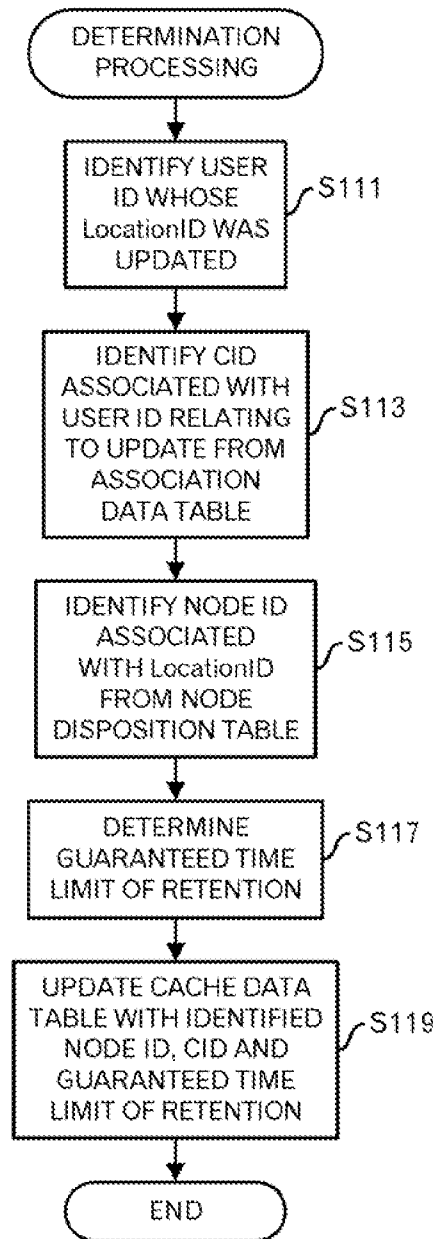 DETERMINATION
PROCESSING
IDENTIFY USER
ID WHOSE
LocationID WAS
UPDATED
S111
IDENTIFY CID
ASSOCIATED WITH
USER ID RELATING
TO UPDATE FROM
ASSOCIATION
DATA TABLE
S113
IDENTIFY NODE ID
ASSOCIATED
WITH LocationID
FROM NODE
DISPOSITION TABLE
S115
DETERMINE
GUARANTEED TIME
LIMIT OF RETENTION
S117
UPDATE CACHE DATA
TABLE WITH IDENTIFIED
NODE ID, CID AND
GUARANTEED TIME
LIMIT OF RETENTION
S119
END